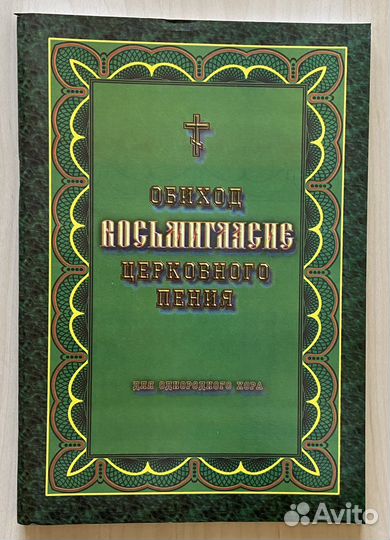 ОБИХОД
ВОСЬМИГЛАСИЕ
ЦЕРКОВНОГО
ПЕНИЯ
ДЛЯ ОДНОРОДНОГО ХОРА
Avito